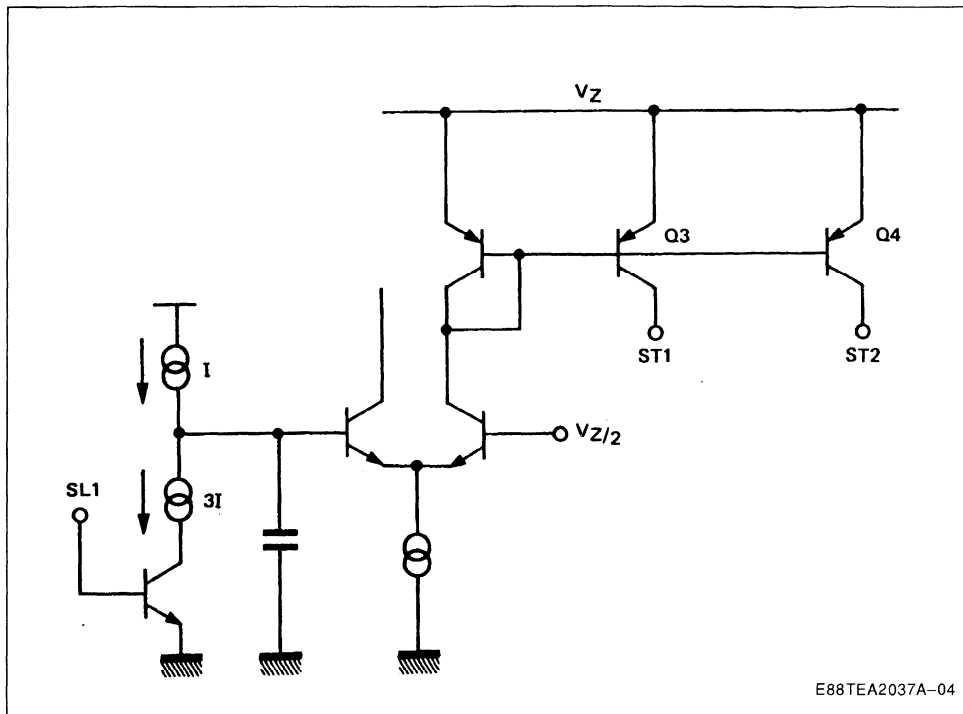 VZ
Q3
Q4
ST1
ST2
I
VZ/2
SL1
3I
E88TEA2037A-04